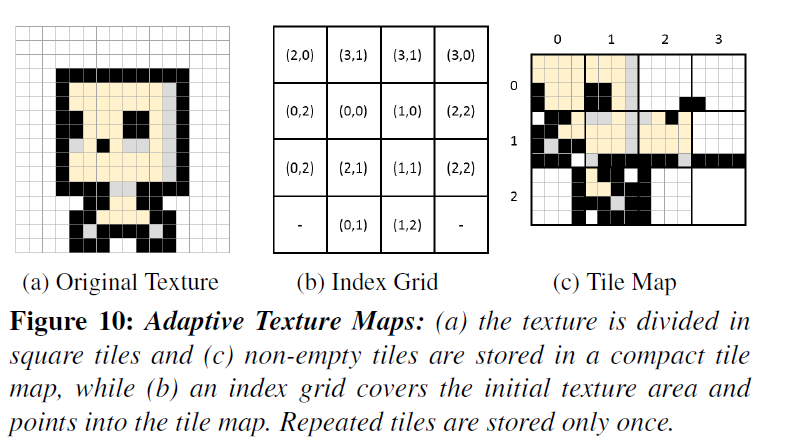 (2,0) (3,1) (3,1) (3,0)
(0,2) (0,0) (1,0) (2,2)
(0,2) (2,1) (1,1) (2,2)
- (0,1) (1,2) -
0 1 2 3
0
1
2
(a) Original Texture (b) Index Grid (c) Tile Map
Figure 10: Adaptive Texture Maps: (a) the texture is divided in
square tiles and (c) non-empty tiles are stored in a compact tile
map, while (b) an index grid covers the initial texture area and
points into the tile map. Repeated tiles are stored only once.